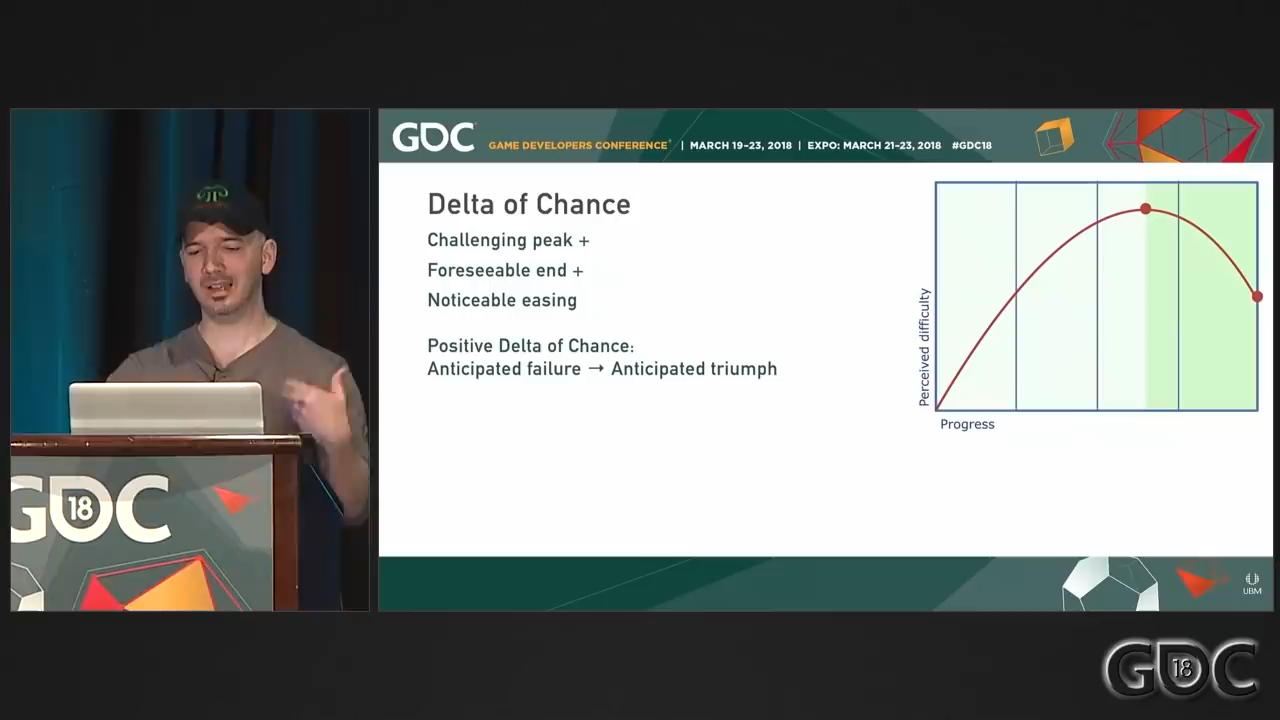 GDC
GAME DEVELOPERS CONFERENCE® | MARCH 19–23, 2018 | EXPO: MARCH 21–23, 2018 #GDC18
Delta of Chance
Challenging peak +
Foreseeable end +
Noticeable easing
Positive Delta of Chance:
Anticipated failure → Anticipated triumph
Perceived difficulty
Progress
GDC
18
UBM
GDC
18